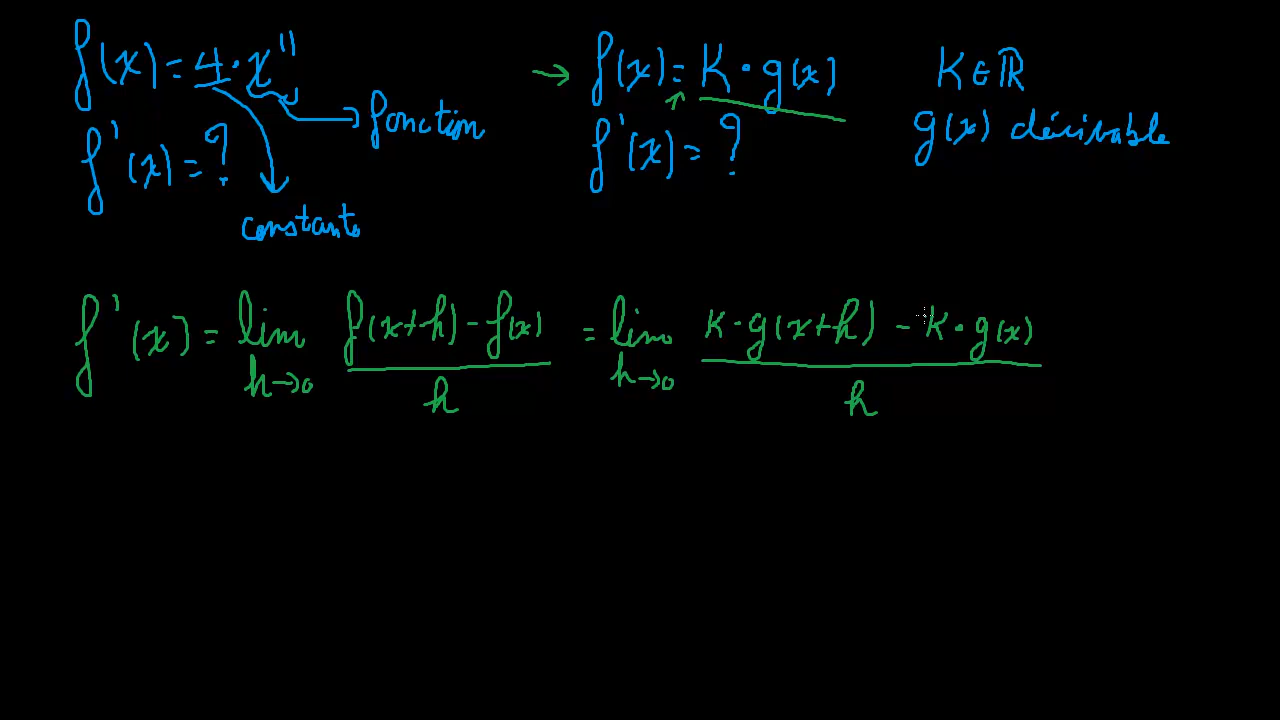 f(x) = 4 · x¹¹
f'(x) = ?
fonction
constante
→ f(x) = K · g(x)
f'(x) = ?
K ∈ ℝ
g(x) dérivable
f'(x) = lim h→0 (f(x+h) - f(x))/h = lim h→0 (K · g(x+h) - K · g(x))/h